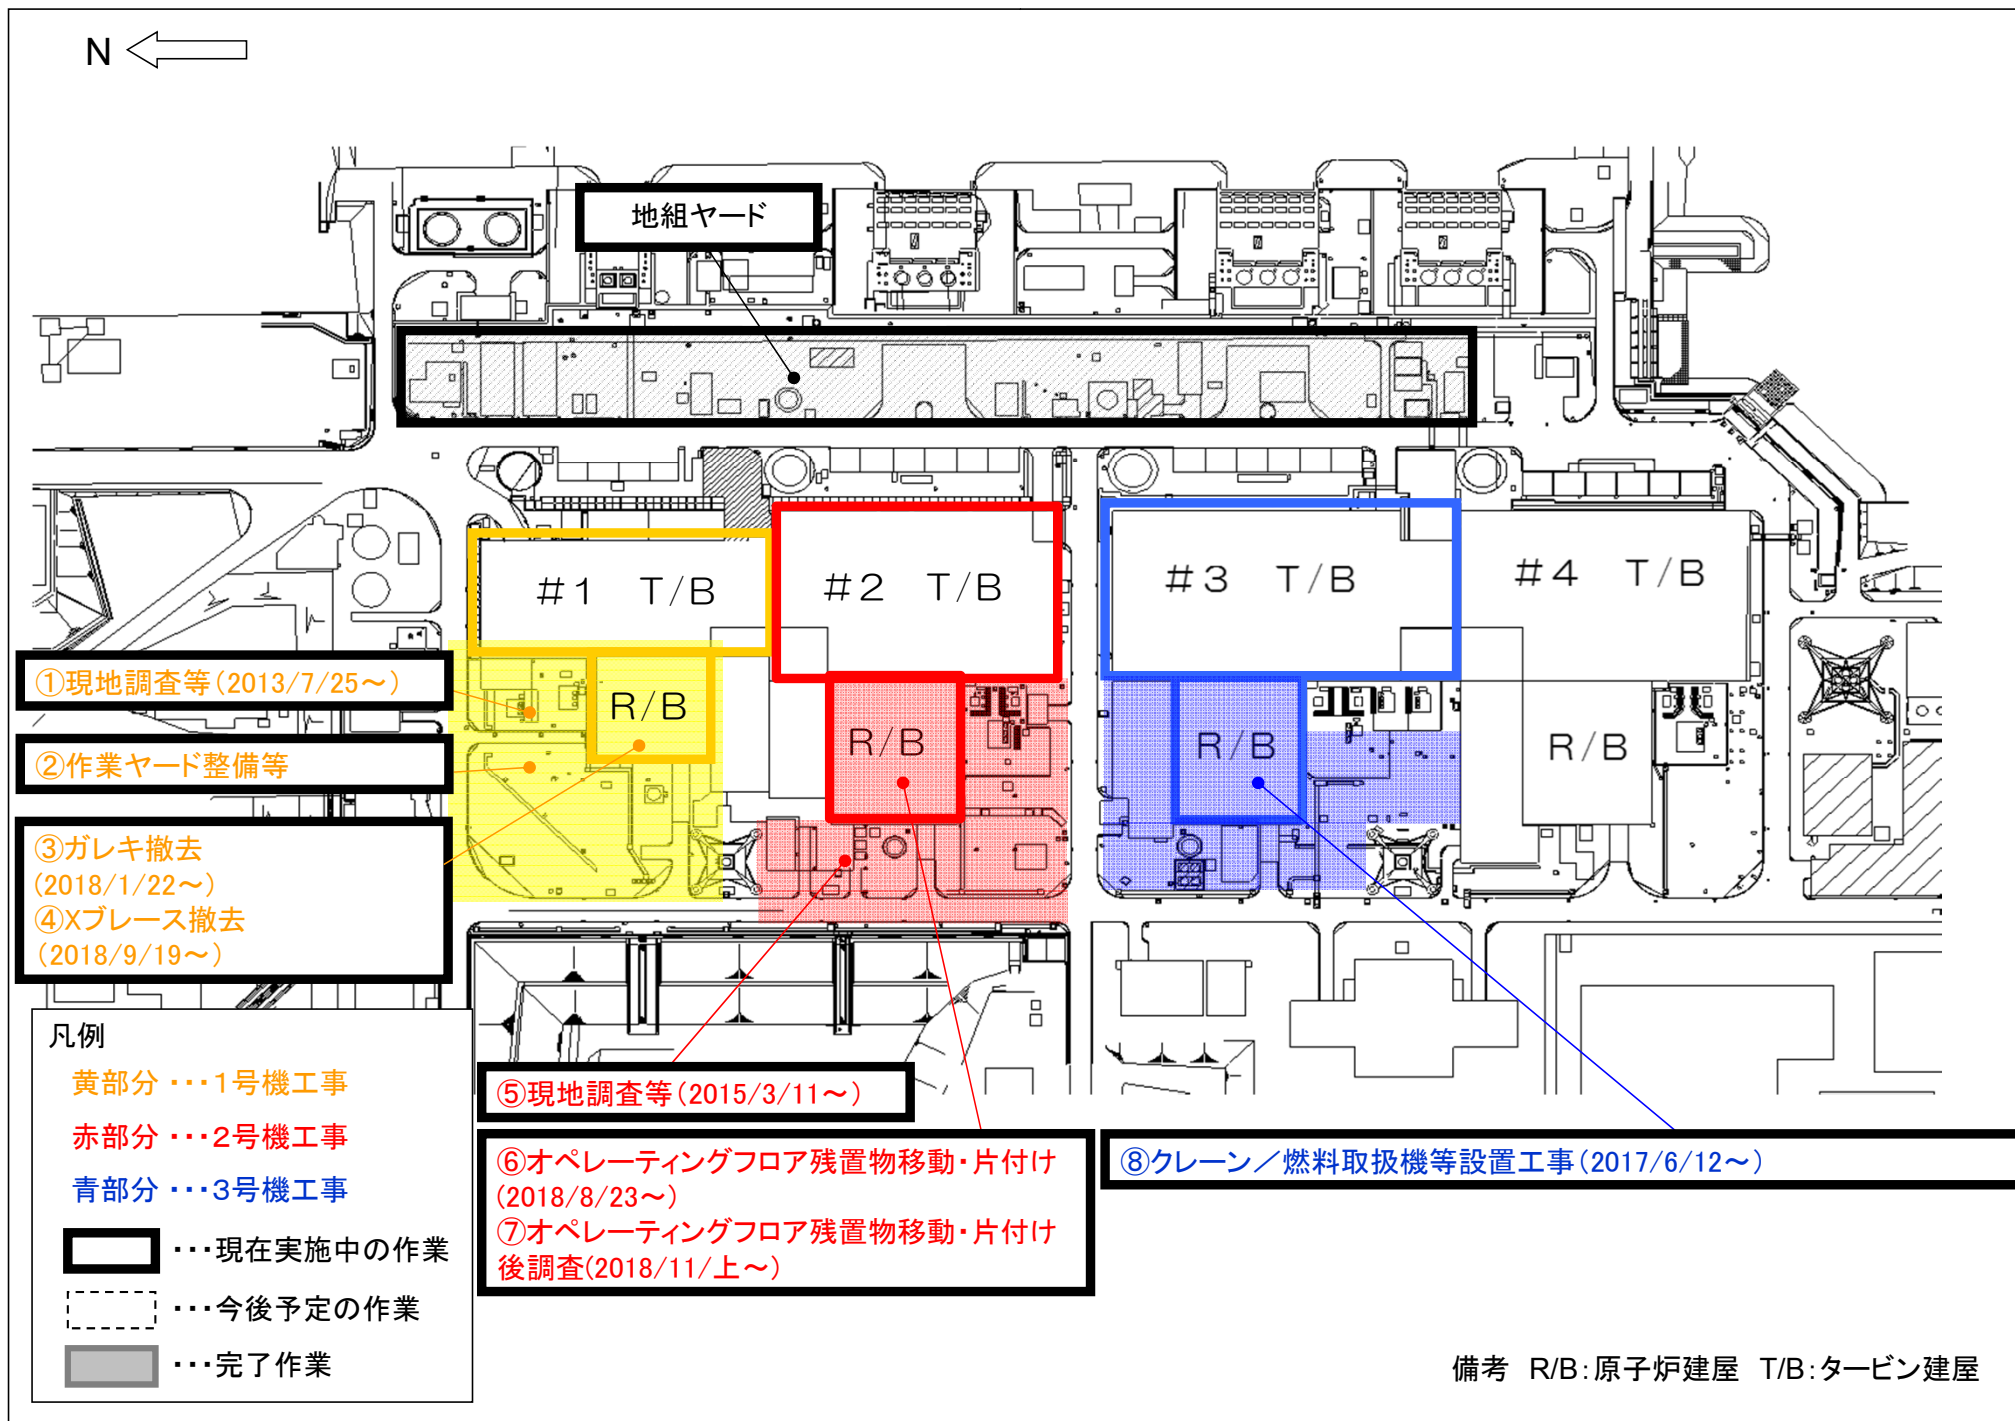 N
地組ヤード
#1 T/B
#2 T/B
#3 T/B
#4 T/B
R/B
R/B
R/B
R/B
①現地調査等(2013/7/25～)
②作業ヤード整備等
③ガレキ撤去
(2018/1/22～)
④Xブレース撤去
(2018/9/19～)
⑤現地調査等(2015/3/11～)
⑥オペレーティングフロア残置物移動・片付け
(2018/8/23～)
⑦オペレーティングフロア残置物移動・片付け
後調査(2018/11/上～)
⑧クレーン／燃料取扱機等設置工事(2017/6/12～)
凡例
黄部分 ･･･1号機工事
赤部分 ･･･2号機工事
青部分 ･･･3号機工事
･･･現在実施中の作業
･･･今後予定の作業
･･･完了作業
備考 R/B:原子炉建屋 T/B:タービン建屋